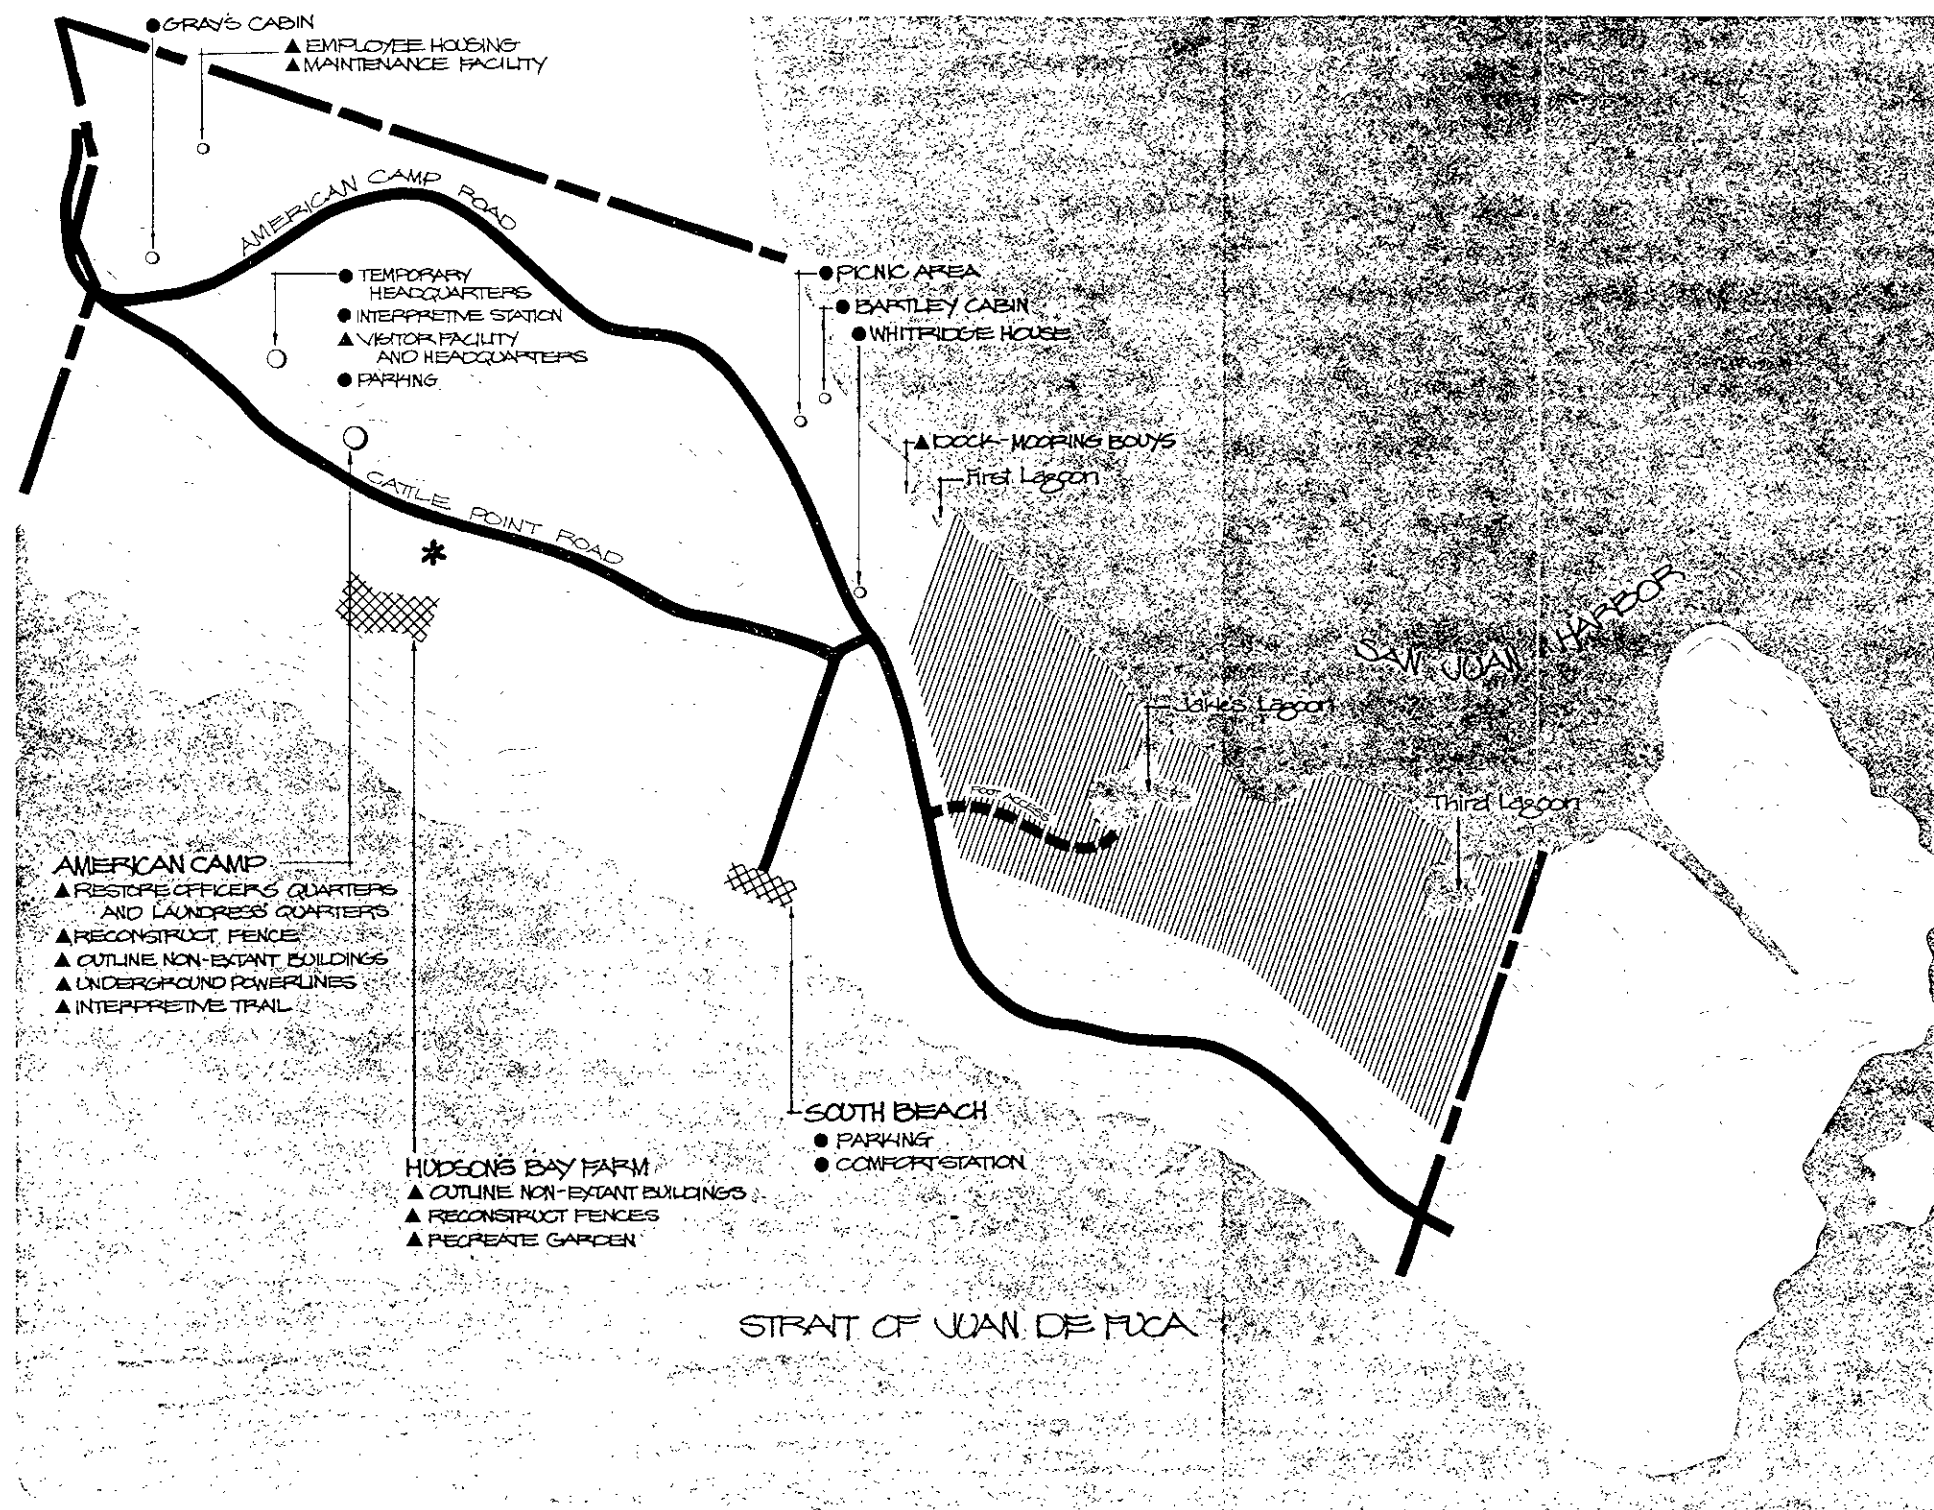 ● GRAY'S CABIN
▲ EMPLOYEE HOUSING
▲ MAINTENANCE FACILITY
AMERICAN CAMP ROAD
● TEMPORARY
HEADQUARTERS
● INTERPRETIVE STATION
▲ VISITOR FACILITY
AND HEADQUARTERS
● PARKING
● PICNIC AREA
● BARTLEY CABIN
● WHITRIDGE HOUSE
▲ DOCK-MOORING BOUYS
First Lagoon
CATTLE POINT ROAD
*
SAN JUAN HARBOR
Jakles Lagoon
FOOT ACCESS
Third Lagoon
AMERICAN CAMP
▲ RESTORE OFFICERS QUARTERS
AND LAUNDRESS QUARTERS
▲ RECONSTRUCT FENCE
▲ OUTLINE NON-EXTANT BUILDINGS
▲ UNDERGROUND POWERLINES
▲ INTERPRETIVE TRAIL
SOUTH BEACH
● PARKING
● COMFORT STATION
HUDSONS BAY FARM
▲ OUTLINE NON-EXTANT BUILDINGS
▲ RECONSTRUCT FENCES
▲ RECREATE GARDEN
STRAIT OF JUAN DE FUCA